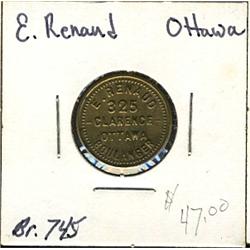 E. Renaud Ottawa
E. RENAUD
325
CLARENCE
OTTAWA
BOULANGER
Br. 745 $47.00